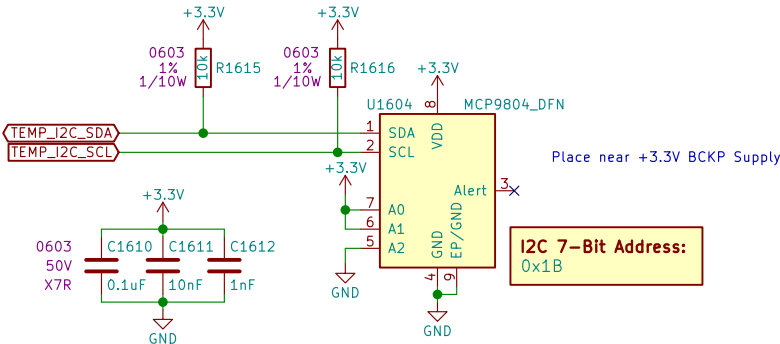 +3.3V
+3.3V
0603
1%
1/10W
10k
R1615
0603
1%
1/10W
10k
R1616
+3.3V
U1604
MCP9804_DFN
8
VDD
TEMP_I2C_SDA
1
SDA
TEMP_I2C_SCL
2
SCL
Place near +3.3V BCKP Supply
+3.3V
Alert
3
7
A0
6
A1
5
A2
GND
EP/GND
4
9
GND
GND
+3.3V
0603
50V
X7R
C1610
0.1uF
C1611
10nF
C1612
1nF
GND
I2C 7-Bit Address:
0x1B